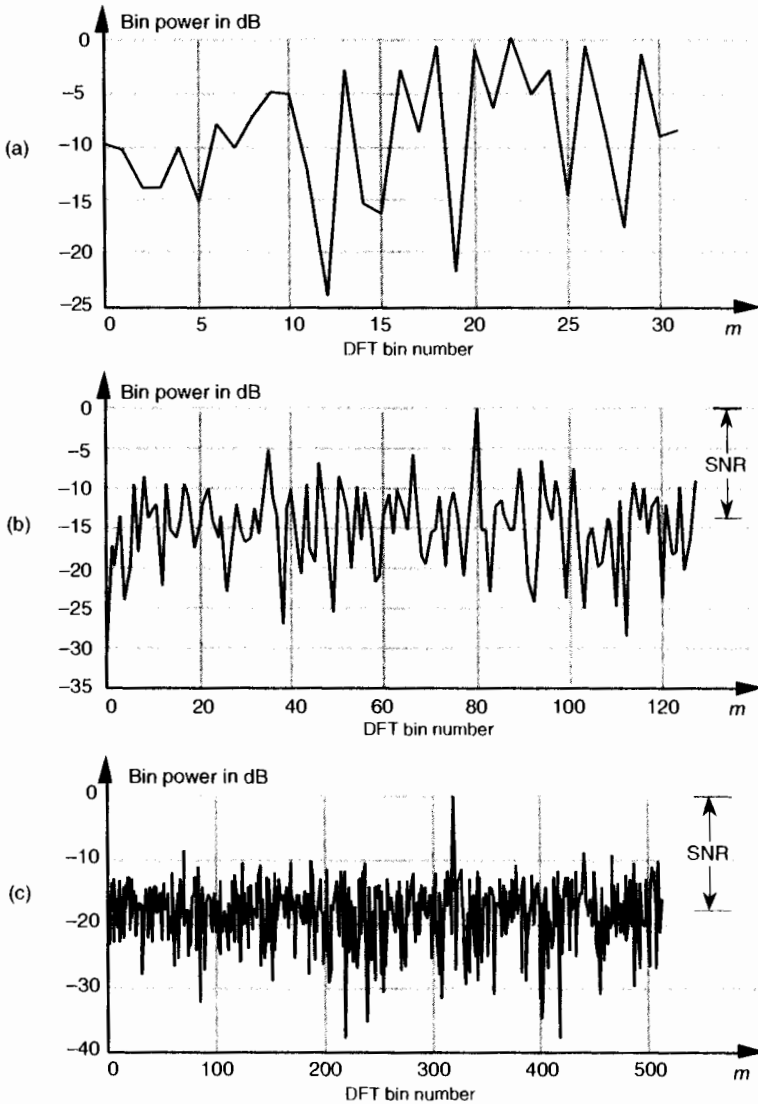 Bin power in dB
0
–5
–10
–15
–20
–25
(a)
0 5 10 15 20 25 30 m
DFT bin number
Bin power in dB
0
–5
–10
–15
–20
–25
–30
–35
SNR
(b)
0 20 40 60 80 100 120 m
DFT bin number
Bin power in dB
0
–10
–20
–30
–40
SNR
(c)
0 100 200 300 400 500 m
DFT bin number